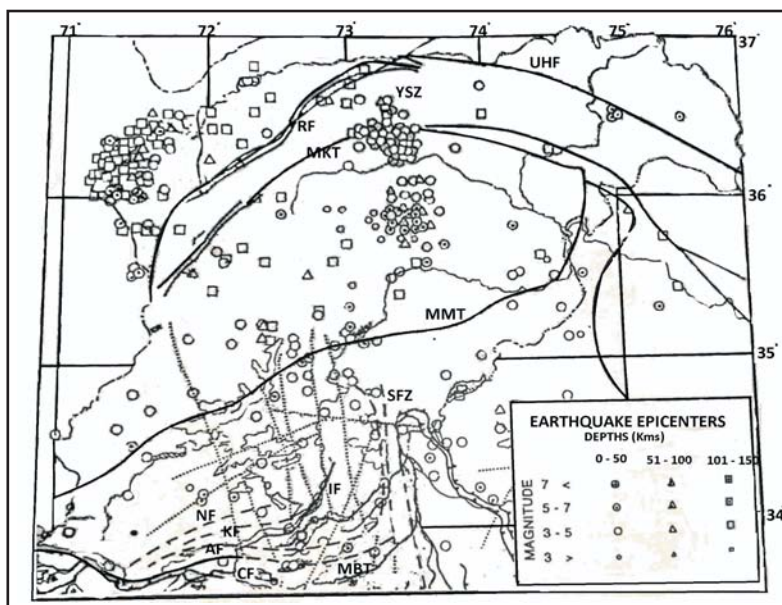 71° 72° 73° 74° 75° 76° 37°
UHF
YSZ
RF
MKT
36°
MMT
35°
SFZ
EARTHQUAKE EPICENTERS
DEPTHS (Kms)
0 - 50 51 - 100 101 - 150
MAGNITUDE
7 <
5 - 7
3 - 5
3 >
34°
IF
NF
KF
AF
CF
MBT